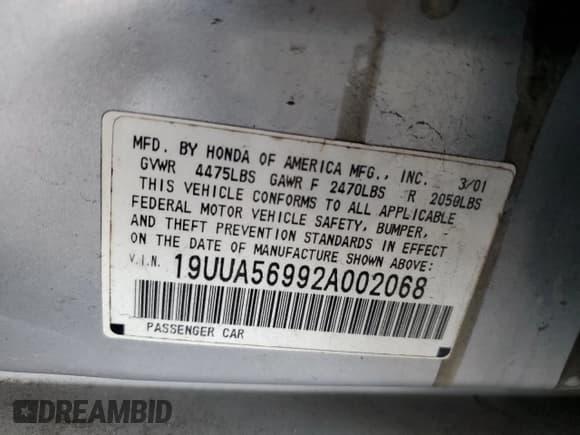 MFD. BY HONDA OF AMERICA MFG., INC. 3/01
GVWR 4475LBS GAWR F 2470LBS R 2050LBS
THIS VEHICLE CONFORMS TO ALL APPLICABLE
FEDERAL MOTOR VEHICLE SAFETY, BUMPER,
AND THEFT PREVENTION STANDARDS IN EFFECT
ON THE DATE OF MANUFACTURE SHOWN ABOVE:
V.I.N. 19UUA56992A002068
PASSENGER CAR
DREAMBID